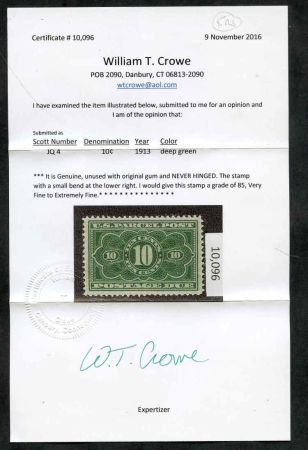 Certificate # 10,096
9 November 2016
William T. Crowe
POB 2090, Danbury, CT 06813-2090
wtcrowe@aol.com
I have examined the item illustrated below, submitted to me for an opinion and
I am of the opinion that:
Submitted as
Scott Number Denomination Year Color
JQ 4 10¢ 1913 deep green
*** It is Genuine, unused with original gum and NEVER HINGED. The stamp
with a small bend at the lower right. I would give this stamp a grade of 85, Very
Fine to Extremely Fine. * * * * * * * * * * * * * * *
U.S. PARCEL POST
10 10 10
POSTAGE DUE
10,096
W.T. Crowe
Expertizer